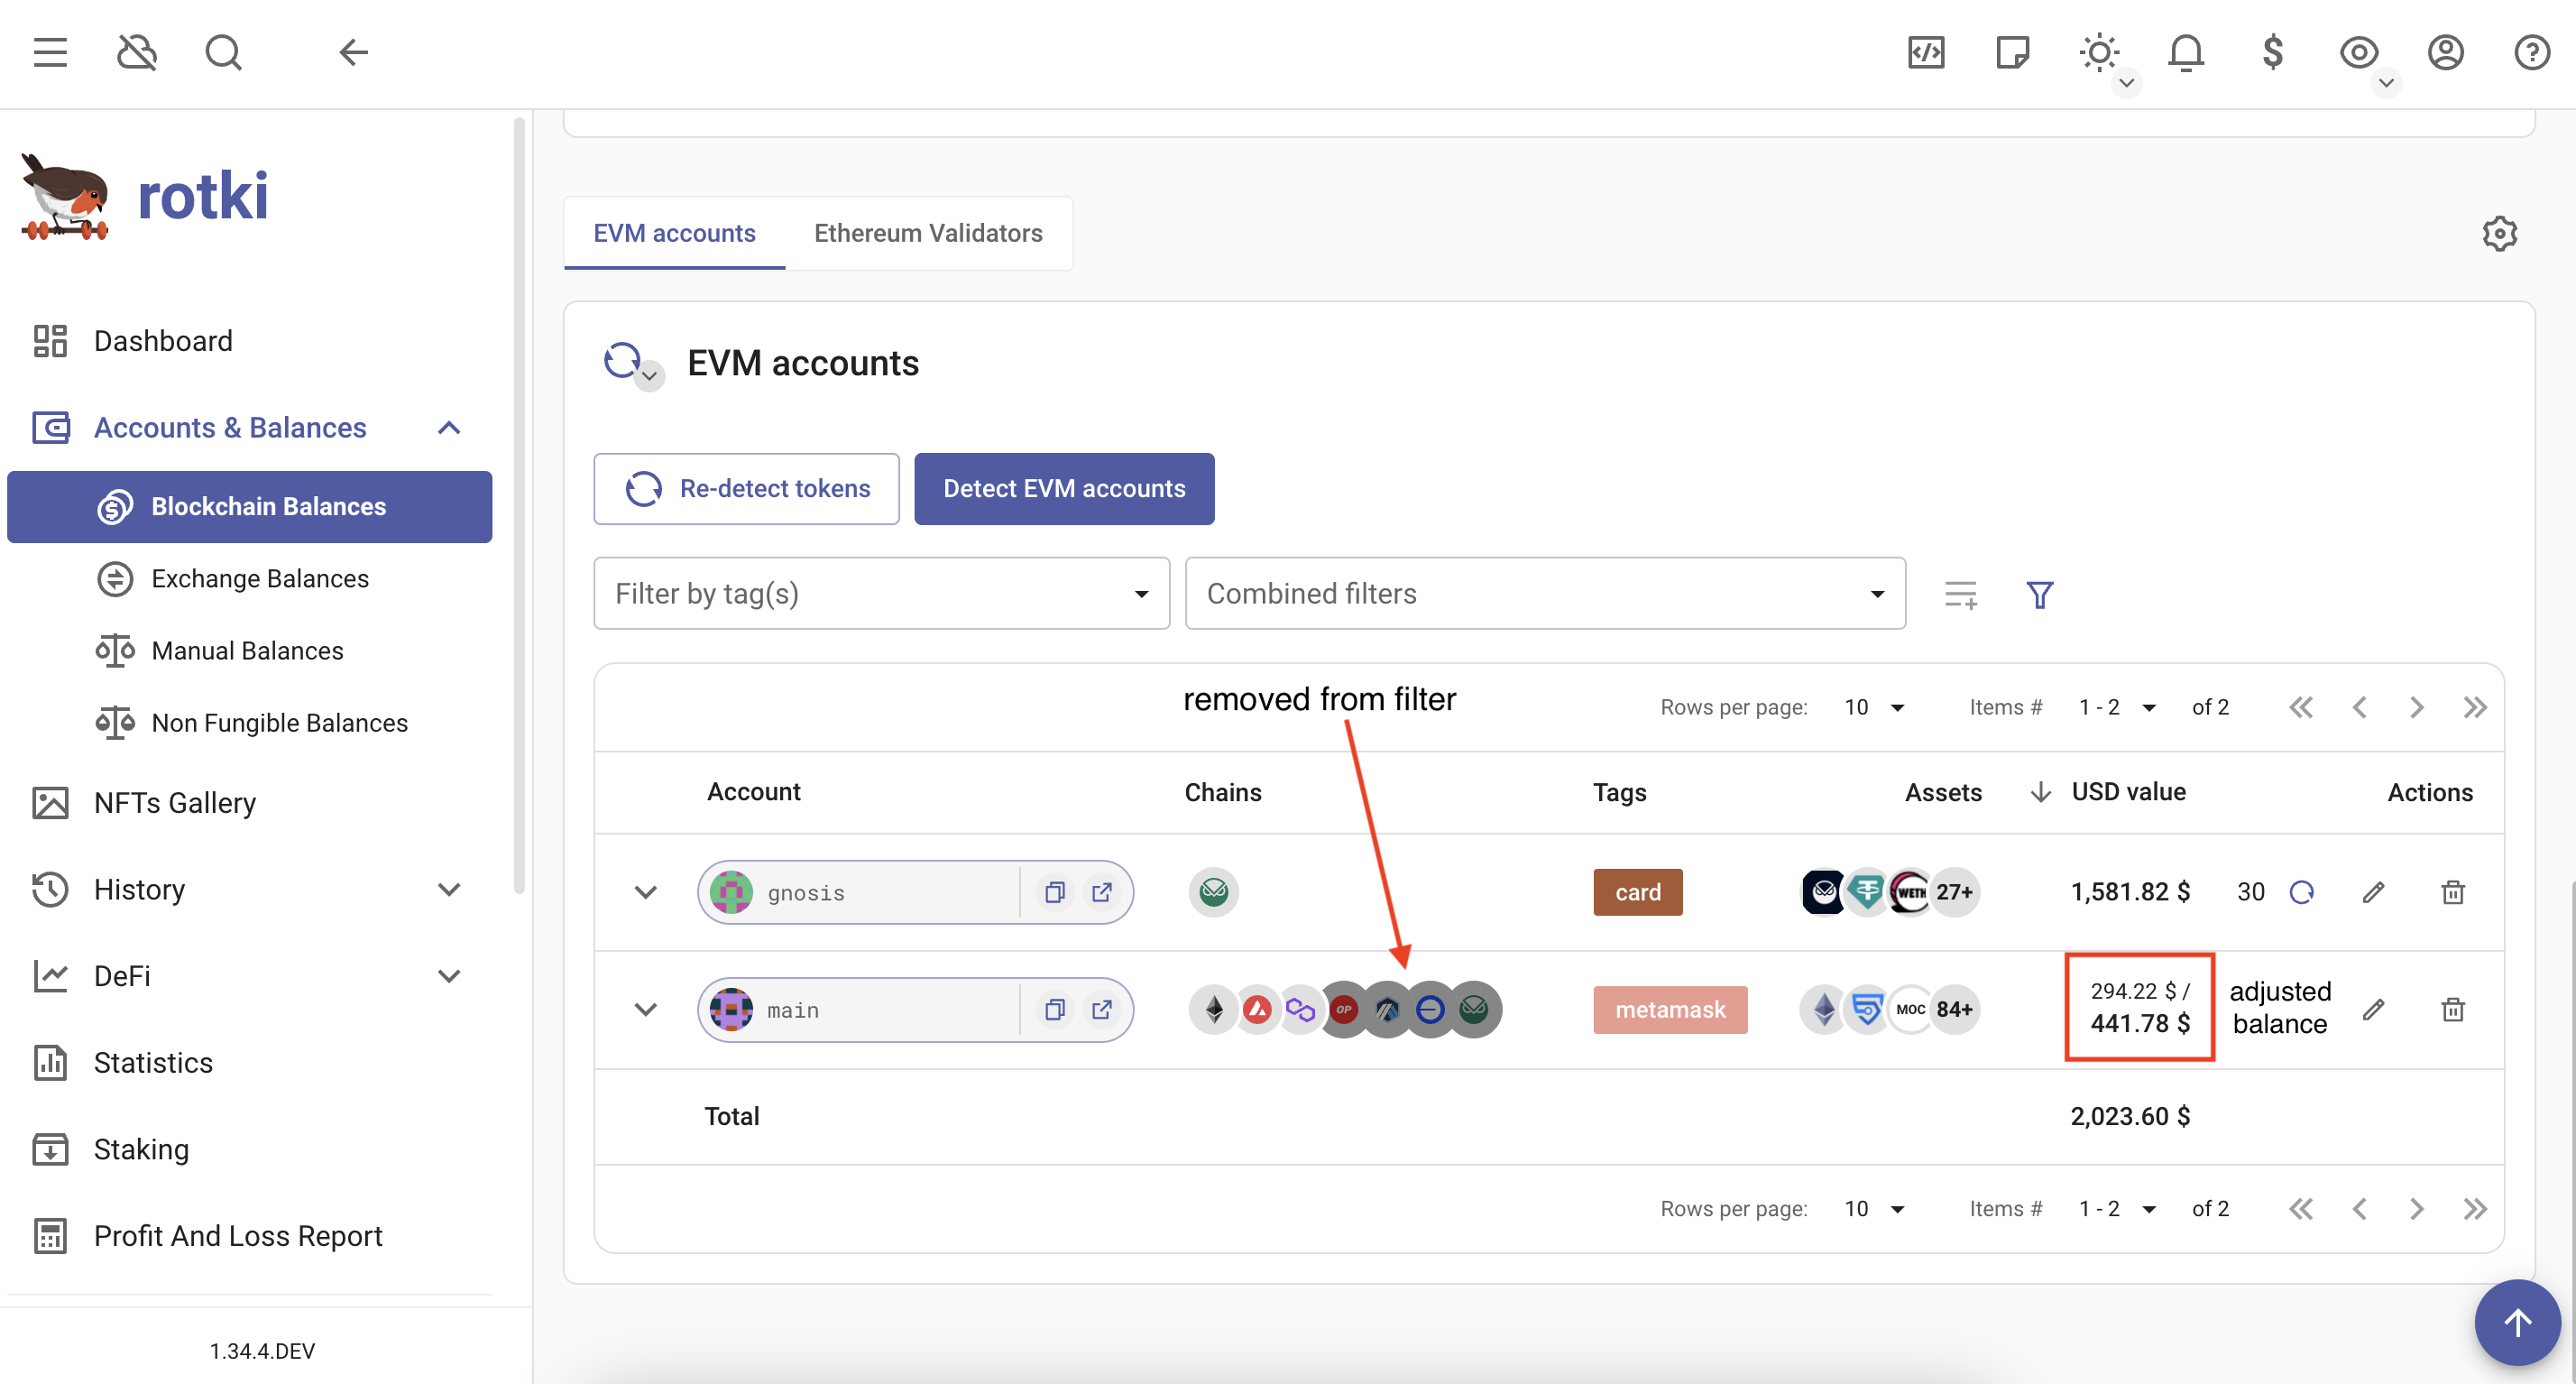 rotki
Dashboard
Accounts & Balances
Blockchain Balances
Exchange Balances
Manual Balances
Non Fungible Balances
NFTs Gallery
History
DeFi
Statistics
Staking
Profit And Loss Report
1.34.4.DEV
EVM accounts
Ethereum Validators
EVM accounts
Re-detect tokens
Detect EVM accounts
Filter by tag(s)
Combined filters
removed from filter
Rows per page: 10 Items # 1 - 2 of 2
Account Chains Tags Assets USD value Actions
gnosis card WETH 27+ 1,581.82 $ 30
main OP metamask MOC 84+ 294.22 $ / 441.78 $
adjusted
balance
Total 2,023.60 $
Rows per page: 10 Items # 1 - 2 of 2